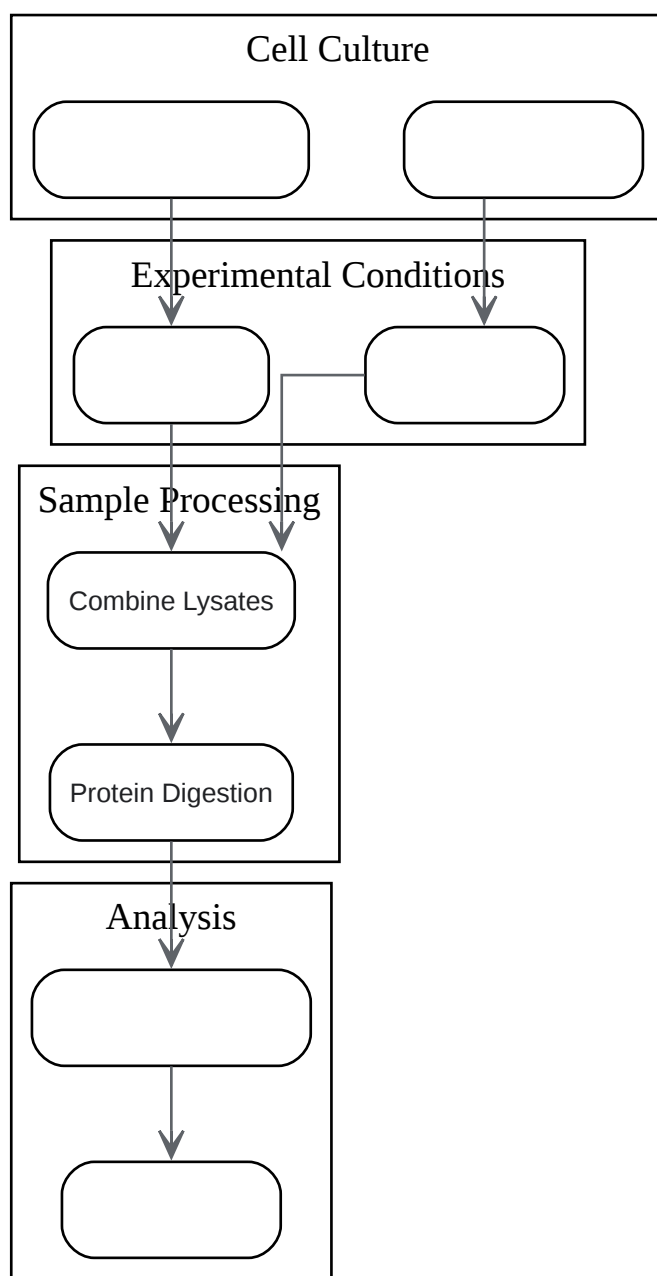 Cell Culture
Experimental Conditions
Sample Processing
Combine Lysates
Protein Digestion
Analysis